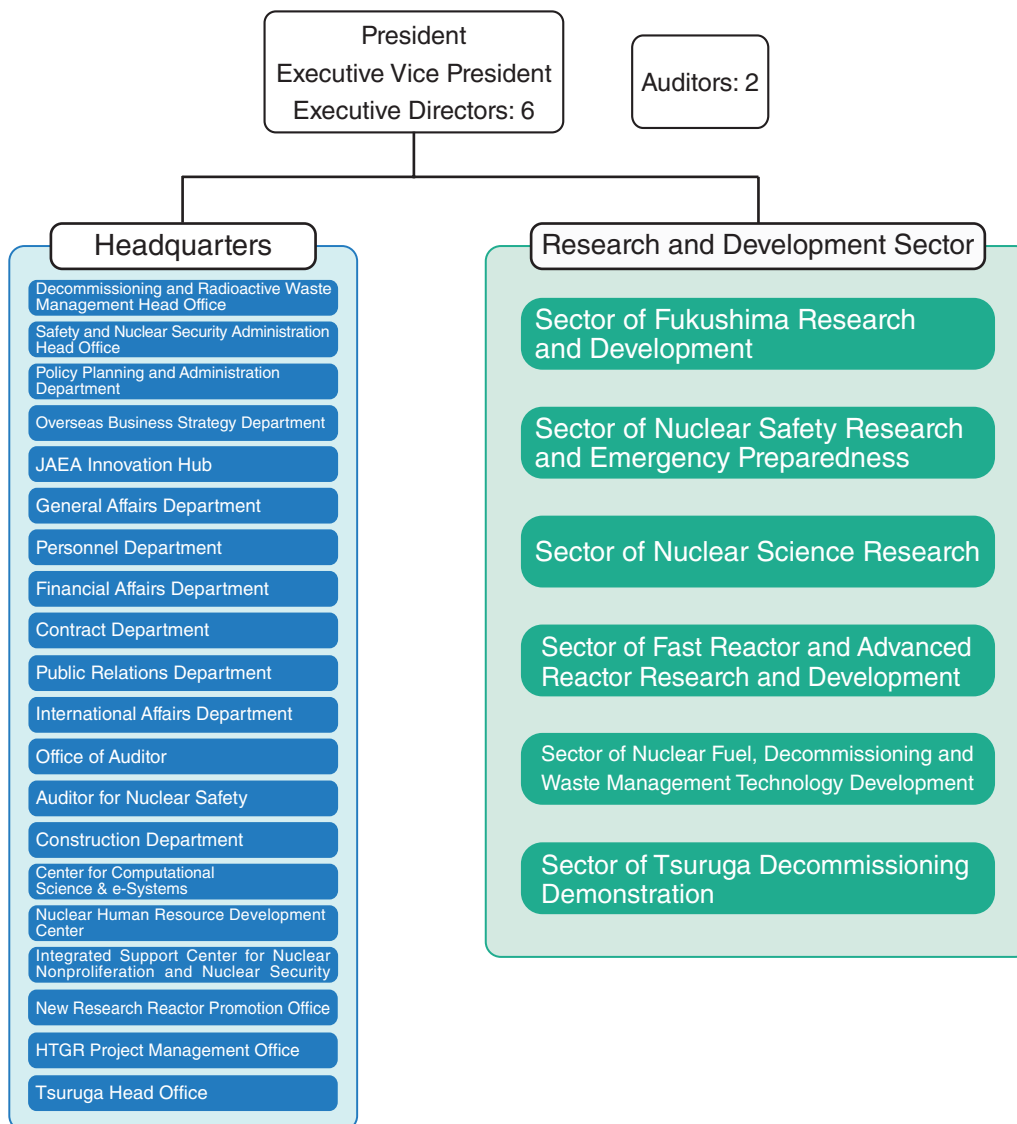 President
Executive Vice President
Executive Directors: 6
Auditors: 2
Headquarters
Decommissioning and Radioactive Waste
Management Head Office
Safety and Nuclear Security Administration
Head Office
Policy Planning and Administration
Department
Overseas Business Strategy Department
JAEA Innovation Hub
General Affairs Department
Personnel Department
Financial Affairs Department
Contract Department
Public Relations Department
International Affairs Department
Office of Auditor
Auditor for Nuclear Safety
Construction Department
Center for Computational
Science & e-Systems
Nuclear Human Resource Development
Center
Integrated Support Center for Nuclear
Nonproliferation and Nuclear Security
New Research Reactor Promotion Office
HTGR Project Management Office
Tsuruga Head Office
Research and Development Sector
Sector of Fukushima Research
and Development
Sector of Nuclear Safety Research
and Emergency Preparedness
Sector of Nuclear Science Research
Sector of Fast Reactor and Advanced
Reactor Research and Development
Sector of Nuclear Fuel, Decommissioning and
Waste Management Technology Development
Sector of Tsuruga Decommissioning
Demonstration